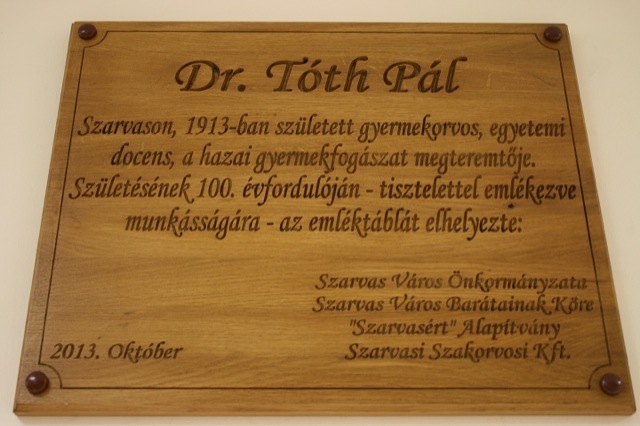 Dr. Tóth Pál
Szarvason, 1913-ban született gyermekorvos, egyetemi
docens, a hazai gyermekfogászat megteremtője.
Születésének 100. évfordulóján - tisztelettel emlékezve
munkásságára - az emléktáblát elhelyezte:
Szarvas Város Önkormányzata
Szarvas Város Barátainak Köre
"Szarvasért" Alapítvány
2013. Október Szarvasi Szakorvosi Kft.